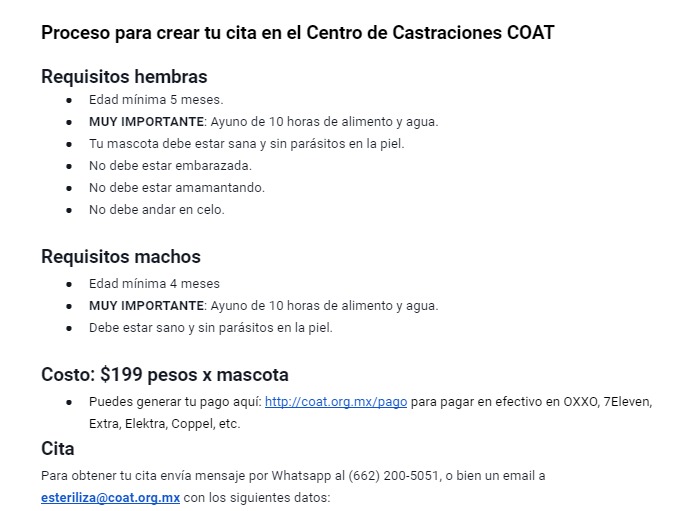 Proceso para crear tu cita en el Centro de Castraciones COAT
Requisitos hembras
● Edad mínima 5 meses.
● MUY IMPORTANTE: Ayuno de 10 horas de alimento y agua.
● Tu mascota debe estar sana y sin parásitos en la piel.
● No debe estar embarazada.
● No debe estar amamantando.
● No debe andar en celo.
Requisitos machos
● Edad mínima 4 meses
● MUY IMPORTANTE: Ayuno de 10 horas de alimento y agua.
● Debe estar sano y sin parásitos en la piel.
Costo: $199 pesos x mascota
● Puedes generar tu pago aquí: http://coat.org.mx/pago para pagar en efectivo en OXXO, 7Eleven,
Extra, Elektra, Coppel, etc.
Cita
Para obtener tu cita envía mensaje por Whatsapp al (662) 200-5051, o bien un email a
esteriliza@coat.org.mx con los siguientes datos: